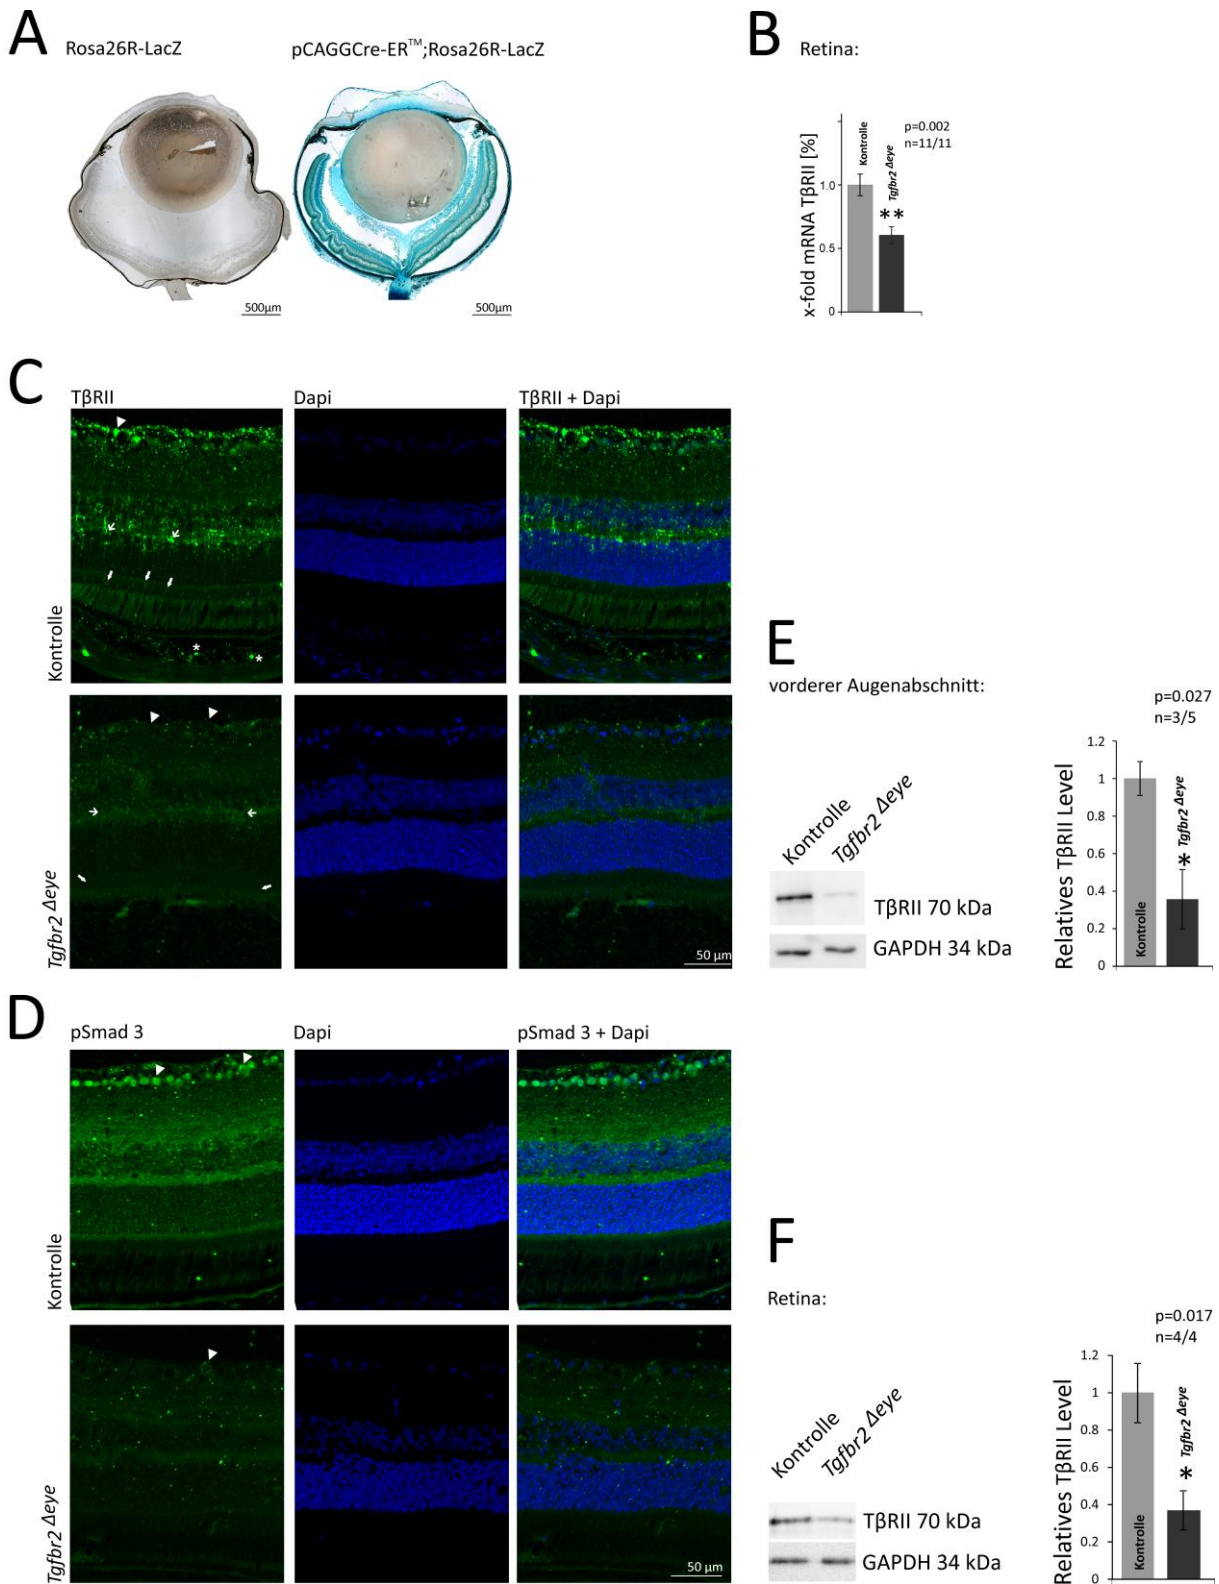 A
Rosa26R-LacZ
pCAGGCre-ER™;Rosa26R-LacZ
500µm
500µm
B
Retina:
p=0.002
n=11/11
x-fold mRNA TβRII [%]
1.0
0.5
0
Kontrolle
Tgfbr2 Δeye
**
C
TβRII
Dapi
TβRII + Dapi
Kontrolle
* *
Tgfbr2 Δeye
50 µm
D
pSmad 3
Dapi
pSmad 3 + Dapi
Kontrolle
Tgfbr2 Δeye
50 µm
E
vorderer Augenabschnitt:
Kontrolle
Tgfbr2 Δeye
TβRII 70 kDa
GAPDH 34 kDa
p=0.027
n=3/5
Relatives TβRII Level
1.2
1
0.8
0.6
0.4
0.2
0
Kontrolle
* Tgfbr2 Δeye
F
Retina:
Kontrolle
Tgfbr2 Δeye
TβRII 70 kDa
GAPDH 34 kDa
p=0.017
n=4/4
Relatives TβRII Level
1.2
1
0.8
0.6
0.4
0.2
0
Kontrolle
* Tgfbr2 Δeye